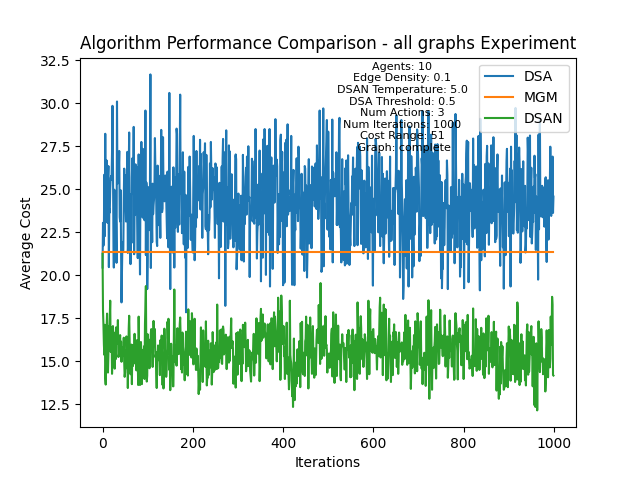 Algorithm Performance Comparison - all graphs Experiment
Agents: 10
Edge Density: 0.1
DSAN Temperature: 5.0
DSA Threshold: 0.5
Num Actions: 3
Num Iterations: 1000
Cost Range: 51
Graph: complete
DSA
MGM
DSAN
Average Cost
32.5
30.0
27.5
25.0
22.5
20.0
17.5
15.0
12.5
0 200 400 600 800 1000
Iterations